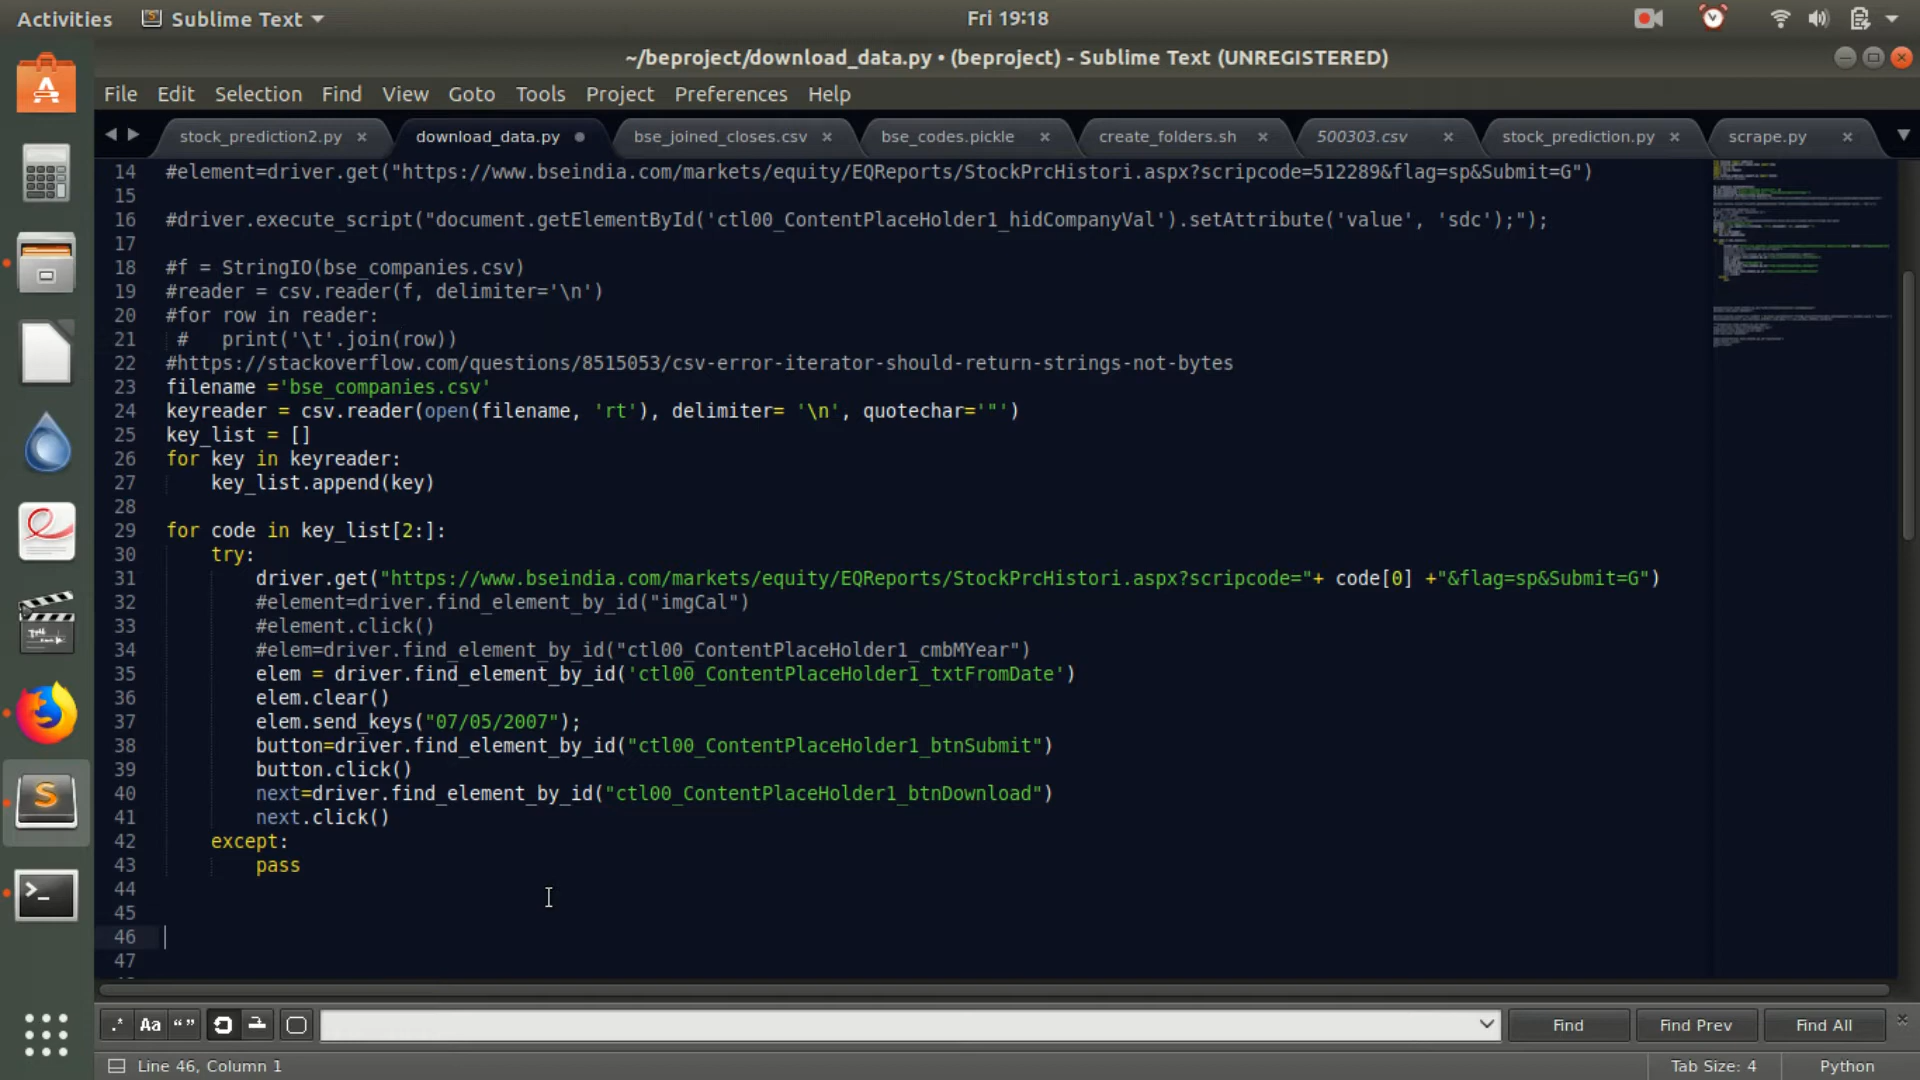 Activities Sublime Text Fri 19:18
~/beproject/download_data.py • (beproject) - Sublime Text (UNREGISTERED)
File Edit Selection Find View Goto Tools Project Preferences Help
stock_prediction2.py download_data.py bse_joined_closes.csv bse_codes.pickle create_folders.sh 500303.csv stock_prediction.py scrape.py
14 #element=driver.get("https://www.bseindia.com/markets/equity/EQReports/StockPrcHistori.aspx?scripcode=512289&flag=sp&Submit=G")
15
16 #driver.execute_script("document.getElementById('ctl00_ContentPlaceHolder1_hidCompanyVal').setAttribute('value', 'sdc');");
17
18 #f = StringIO(bse_companies.csv)
19 #reader = csv.reader(f, delimiter='\n')
20 #for row in reader:
21 #   print('\t'.join(row))
22 #https://stackoverflow.com/questions/8515053/csv-error-iterator-should-return-strings-not-bytes
23 filename ='bse_companies.csv'
24 keyreader = csv.reader(open(filename, 'rt'), delimiter= '\n', quotechar='"')
25 key_list = []
26 for key in keyreader:
27     key_list.append(key)
28
29 for code in key_list[2:]:
30     try:
31         driver.get("https://www.bseindia.com/markets/equity/EQReports/StockPrcHistori.aspx?scripcode="+ code[0] +"&flag=sp&Submit=G")
32         #element=driver.find_element_by_id("imgCal")
33         #element.click()
34         #elem=driver.find_element_by_id("ctl00_ContentPlaceHolder1_cmbMYear")
35         elem = driver.find_element_by_id('ctl00_ContentPlaceHolder1_txtFromDate')
36         elem.clear()
37         elem.send_keys("07/05/2007");
38         button=driver.find_element_by_id("ctl00_ContentPlaceHolder1_btnSubmit")
39         button.click()
40         next=driver.find_element_by_id("ctl00_ContentPlaceHolder1_btnDownload")
41         next.click()
42     except:
43         pass
44
45
46
47
.* Aa “ ” Find Find Prev Find All
Line 46, Column 1 Tab Size: 4 Python